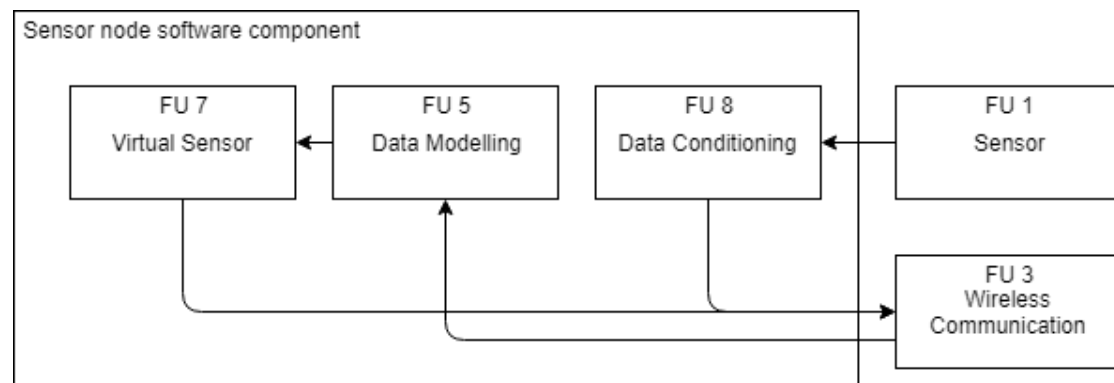 Sensor node software component
FU 7
Virtual Sensor
FU 5
Data Modelling
FU 8
Data Conditioning
FU 1
Sensor
FU 3
Wireless
Communication